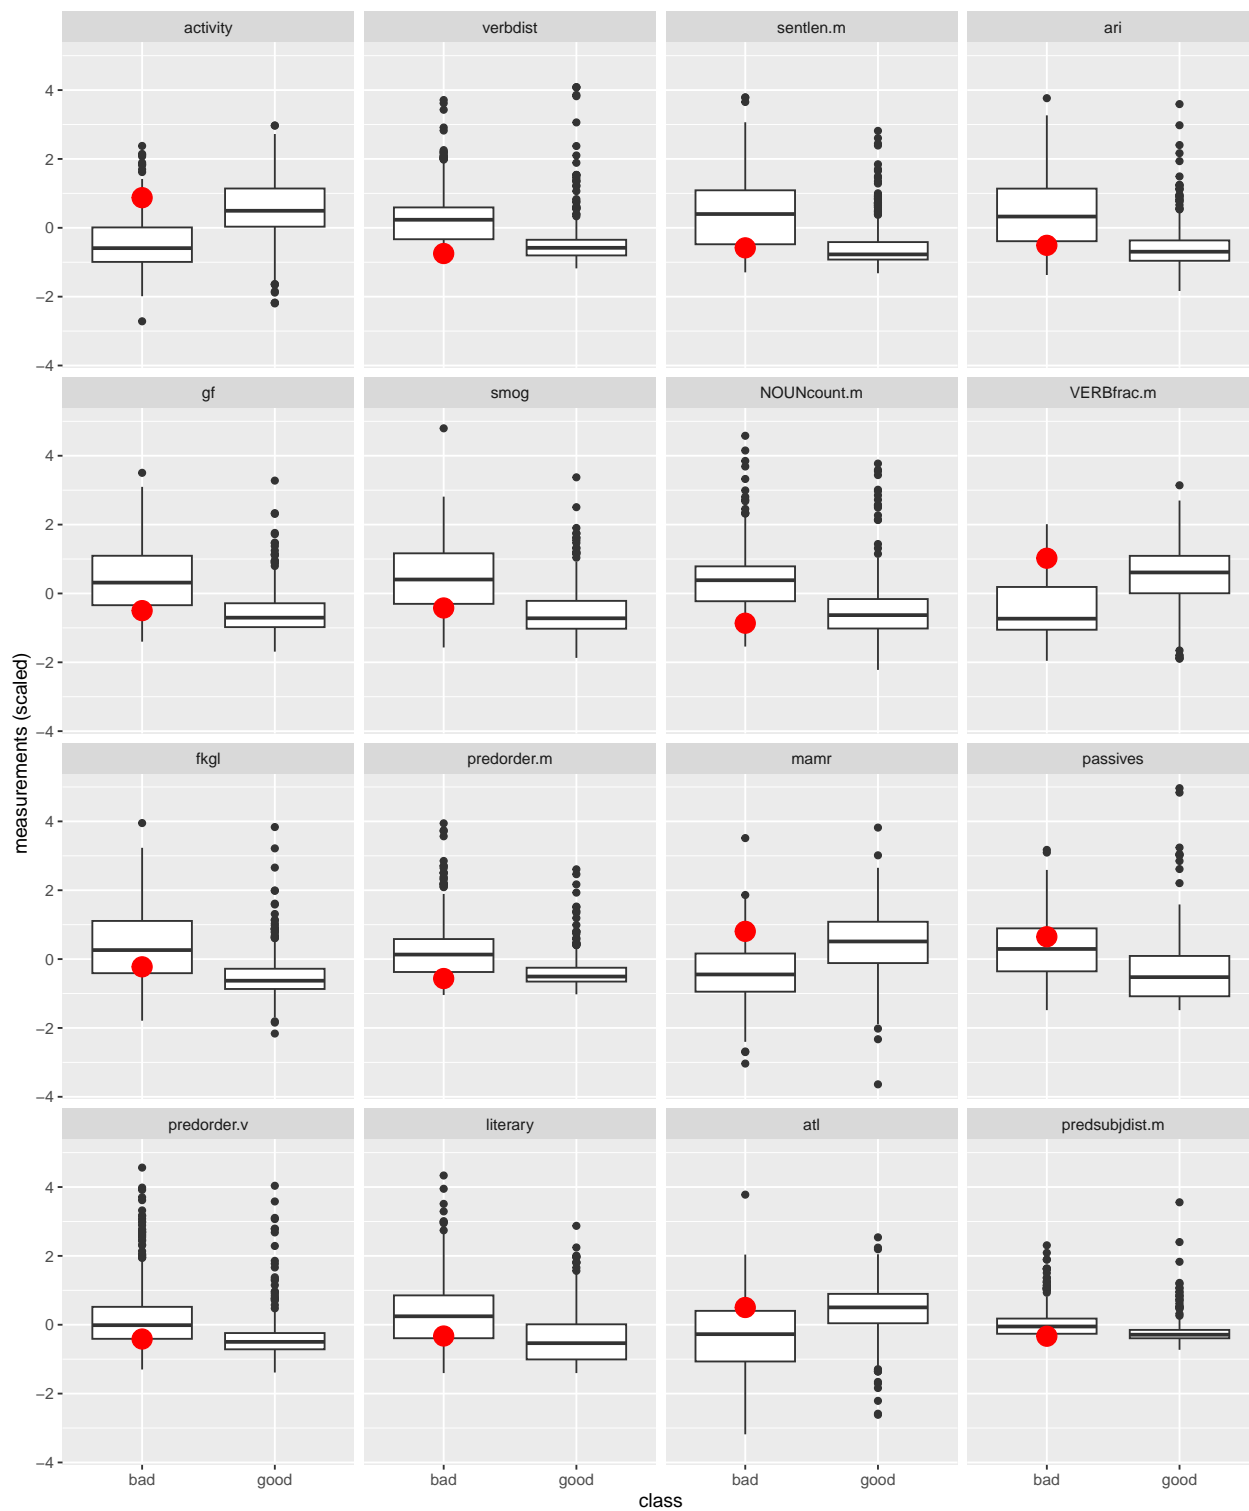 activity verbdist sentlen.m ari
4
2
0
−2
−4
gf smog NOUNcount.m VERBfrac.m
4
2
0
−2
−4
measurements (scaled)
fkgl predorder.m mamr passives
4
2
0
−2
−4
predorder.v literary atl predsubjdist.m
4
2
0
−2
−4
bad good bad good bad good bad good
class